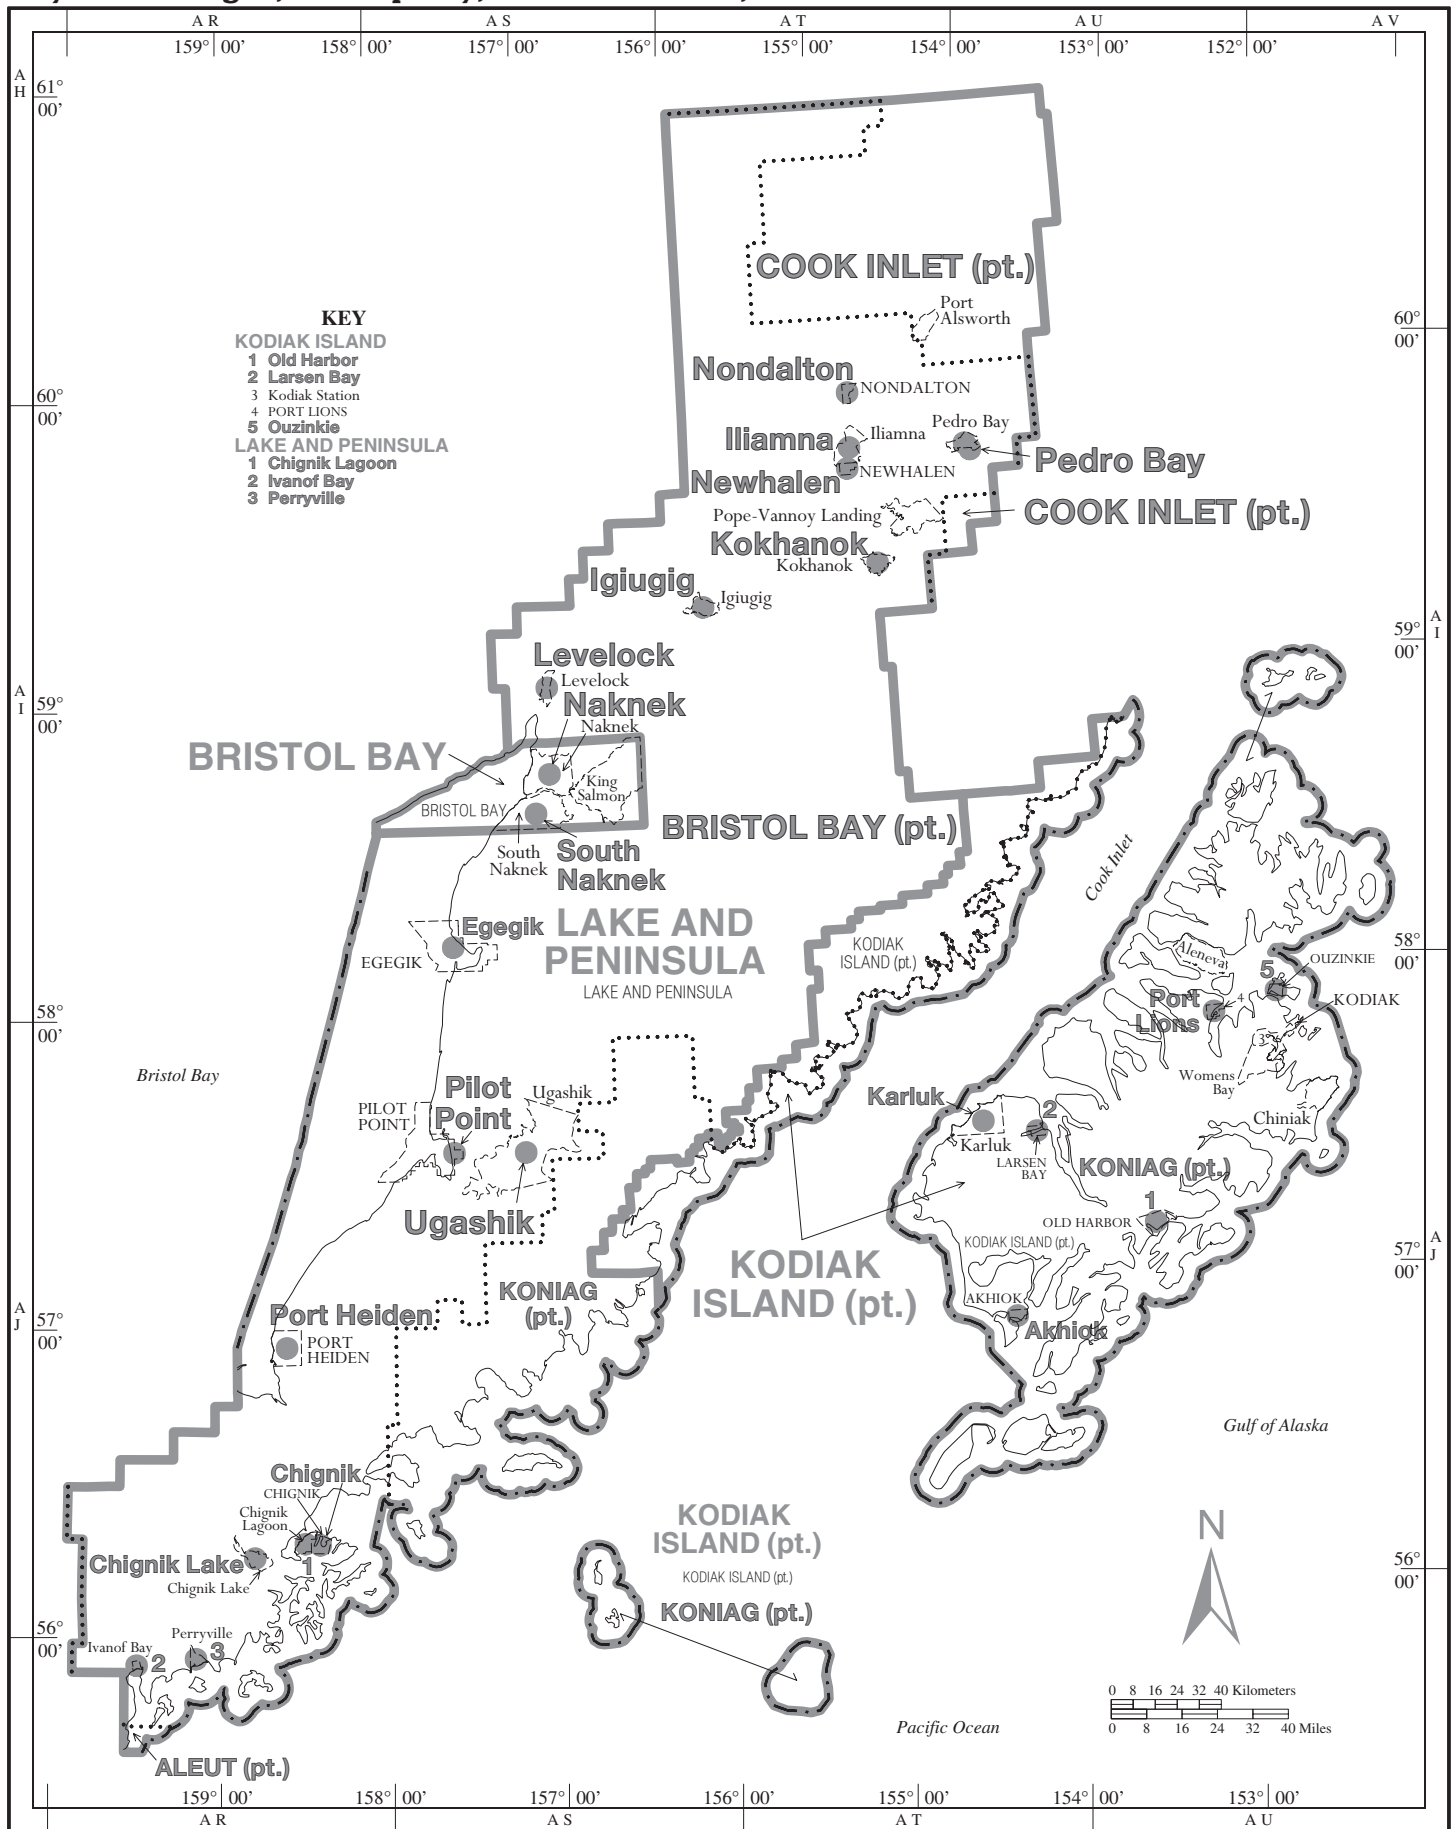 AR AS AT AU AV
159° 00' 158° 00' 157° 00' 156° 00' 155° 00' 154° 00' 153° 00' 152° 00'
A
H
61°
00'
COOK INLET (pt.)
Port
Alsworth
KEY
KODIAK ISLAND
1 Old Harbor
2 Larsen Bay
3 Kodiak Station
4 PORT LIONS
5 Ouzinkie
LAKE AND PENINSULA
1 Chignik Lagoon
2 Ivanof Bay
3 Perryville
60°
00'
60°
00'
Nondalton
NONDALTON
Iliamna
Iliamna
Pedro Bay
Pedro Bay
Newhalen
NEWHALEN
Pope-Vannoy Landing
COOK INLET (pt.)
Kokhanok
Kokhanok
Igiugig
Igiugig
59°
00'
A
I
Levelock
Levelock
A
I
59°
00'
Naknek
Naknek
BRISTOL BAY
King
Salmon
BRISTOL BAY
BRISTOL BAY (pt.)
South
Naknek
South
Naknek
Cook Inlet
Egegik
EGEGIK
LAKE AND
PENINSULA
LAKE AND PENINSULA
KODIAK
ISLAND (pt.)
58°
00'
Aleneva
5
OUZINKIE
Port
Lions
4
KODIAK
3
Womens
Bay
Chiniak
58°
00'
Bristol Bay
Pilot
Point
PILOT
POINT
Ugashik
Ugashik
Karluk
Karluk
2
LARSEN
BAY
KONIAG (pt.)
1
OLD HARBOR
KODIAK ISLAND (pt.)
KODIAK
ISLAND (pt.)
57°
00'
A
J
AKHIOK
Akhiok
KONIAG
(pt.)
A
J
57°
00'
Port Heiden
PORT
HEIDEN
Gulf of Alaska
Chignik
CHIGNIK
Chignik
Lagoon
1
Chignik Lake
Chignik Lake
KODIAK
ISLAND (pt.)
KODIAK ISLAND (pt.)
KONIAG (pt.)
N
56°
00'
56°
00'
Ivanof Bay
2
Perryville
3
ALEUT (pt.)
Pacific Ocean
0 8 16 24 32 40 Kilometers
0 8 16 24 32 40 Miles
159° 00' 158° 00' 157° 00' 156° 00' 155° 00' 154° 00' 153° 00'
AR AS AT AU